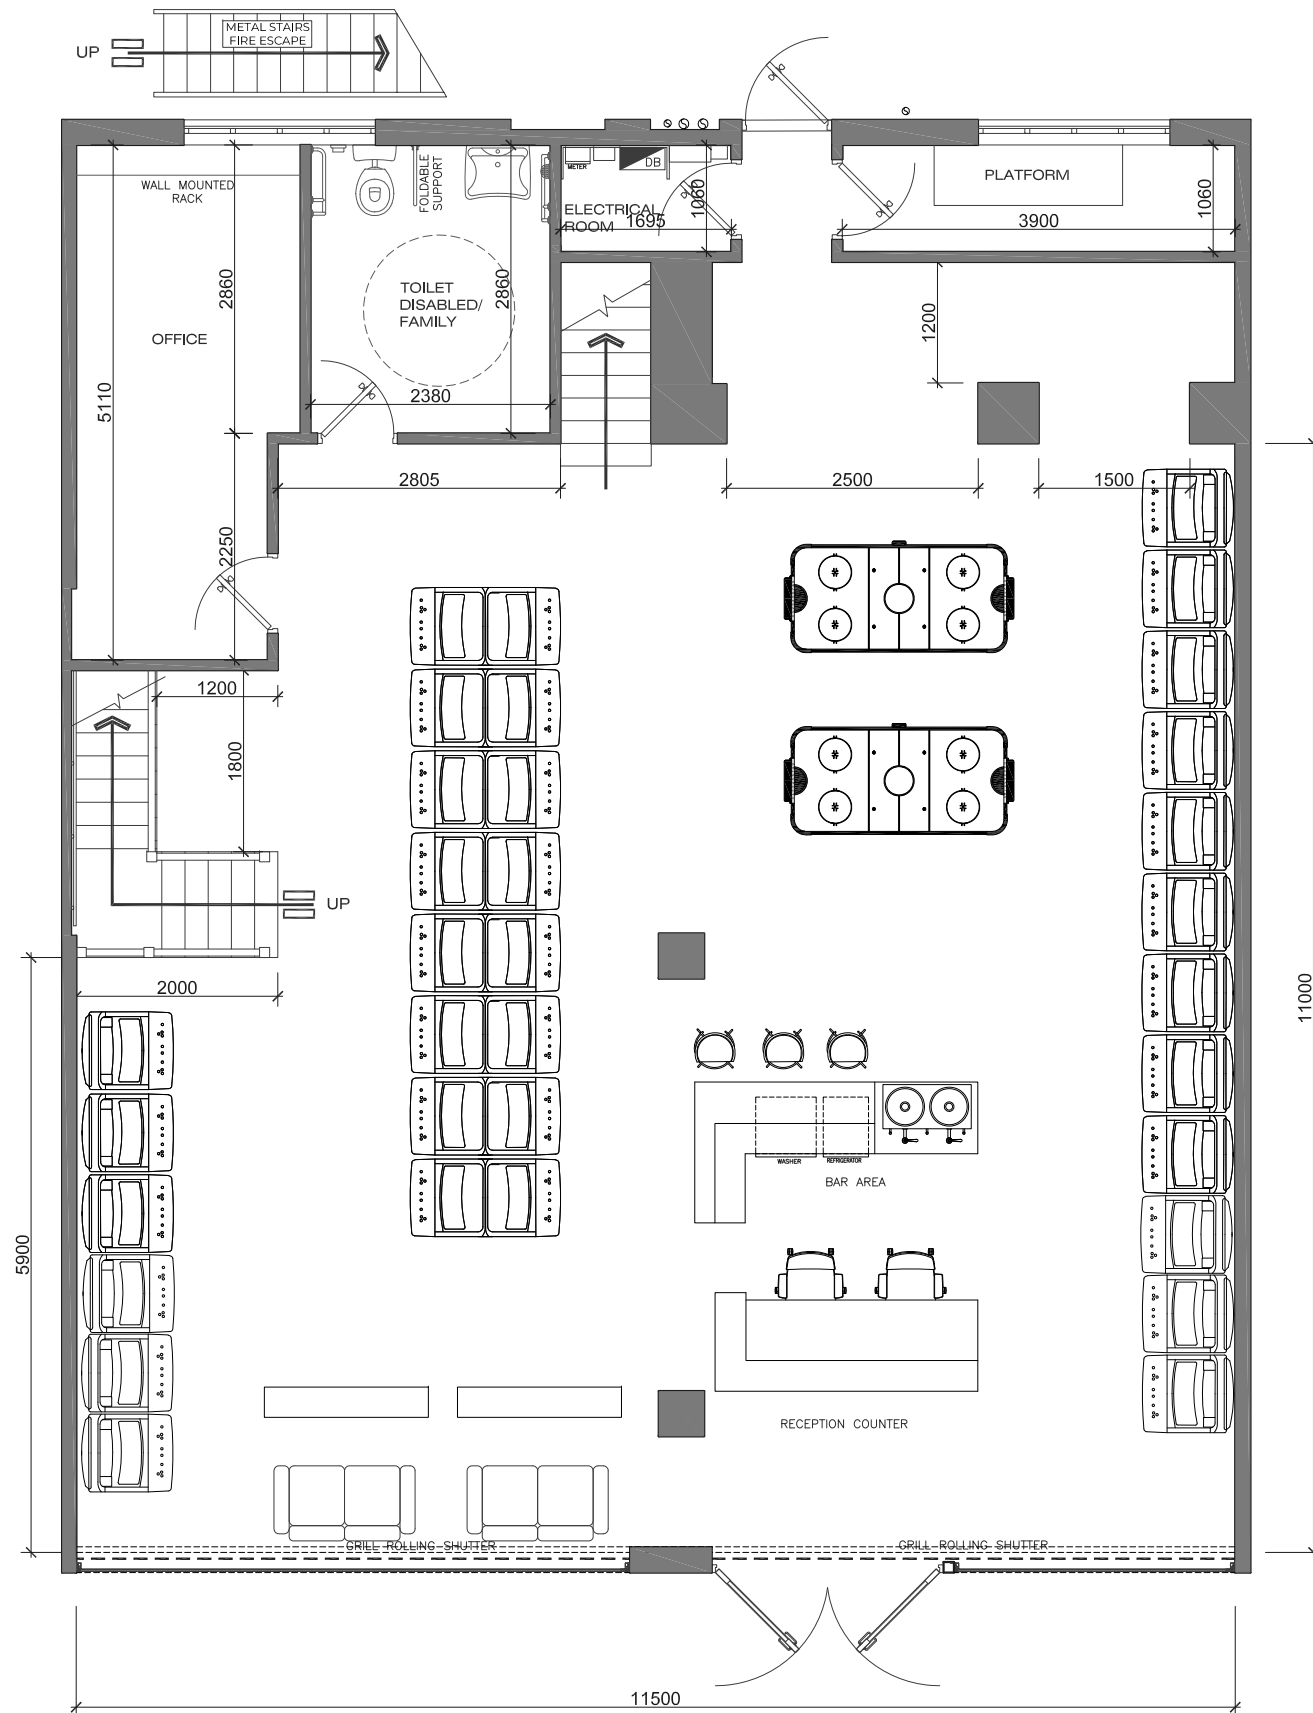 METAL STAIRS
FIRE ESCAPE
UP
WALL MOUNTED
RACK
FOLDABLE
SUPPORT
METER
DB
ELECTRICAL
ROOM
1695
1060
PLATFORM
3900
1060
2860
TOILET
DISABLED/
FAMILY
2860
OFFICE
1200
5110
2380
2805
2500
1500
11000
2250
1200
1800
UP
2000
11000
WASHER
REFRIGERATOR
BAR AREA
5900
RECEPTION COUNTER
GRILL ROLLING SHUTTER
GRILL ROLLING SHUTTER
11500